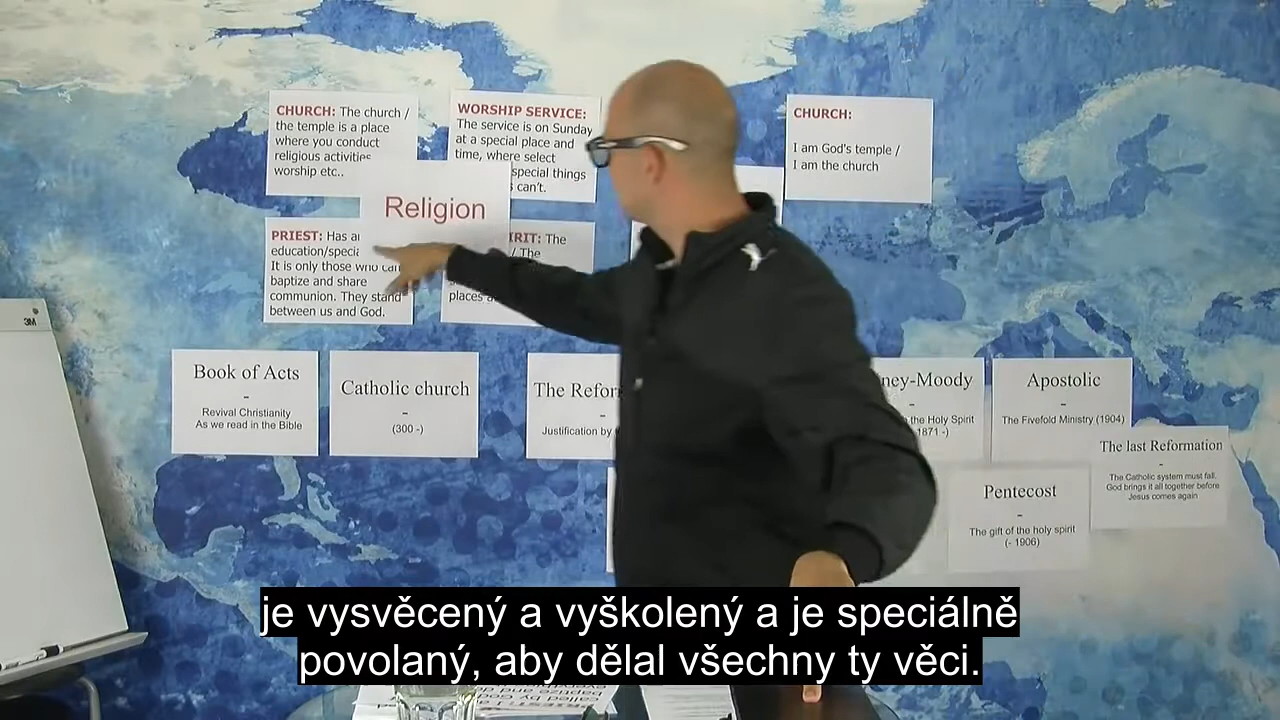 CHURCH: The church /
the temple is a place
where you conduct
religious activities
worship etc..
WORSHIP SERVICE:
The service is on Sunday
at a special place and
time, where select
special things
can't.
CHURCH:
I am God's temple /
I am the church
Religion
PRIEST: Has
education/
It is only those who can
baptize and share
communion. They stand
between us and God.
The
/ The
places
3M
Book of Acts
-
Revival Christianity
As we read in the Bible
Catholic church
-
(300 -)
The
-
Justification by
-Moody
-
the Holy Spirit
1871 -)
Apostolic
-
The Fivefold Ministry (1904)
The last Reformation
-
The Catholic system must fall.
God brings it all together before
Jesus comes again
Pentecost
-
The gift of the holy spirit
(- 1906)
je vysvěcený a vyškolený a je speciálně
povolaný, aby dělal všechny ty věci.